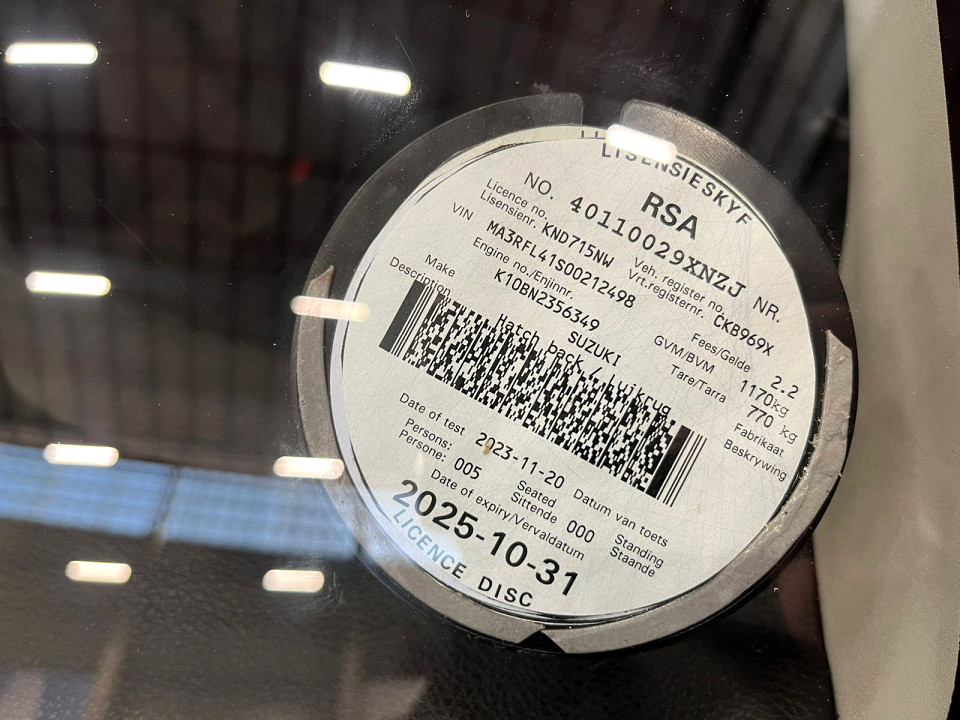 LISENSIESKYF
RSA
NO. 40110029XNZJ NR.
Licence no. KND715NW Veh. register no. CKB969X
Lisensienr. Vrt.registernr.
VIN MA3RFL41S00212498 Fees/Gelde 2.2
Engine no./Enjinnr. K10BN2356349 GVM/BVM 1170kg
Make SUZUKI Tare/Tarra 770 kg
Fabrikaat
Description Hatch back / Luikrug Beskrywing
Date of test 2023-11-20 Datum van toets
Persons: 005 Seated 000 Standing
Persone: Sittende Staande
Date of expiry/Vervaldatum
2025-10-31
LICENCE DISC